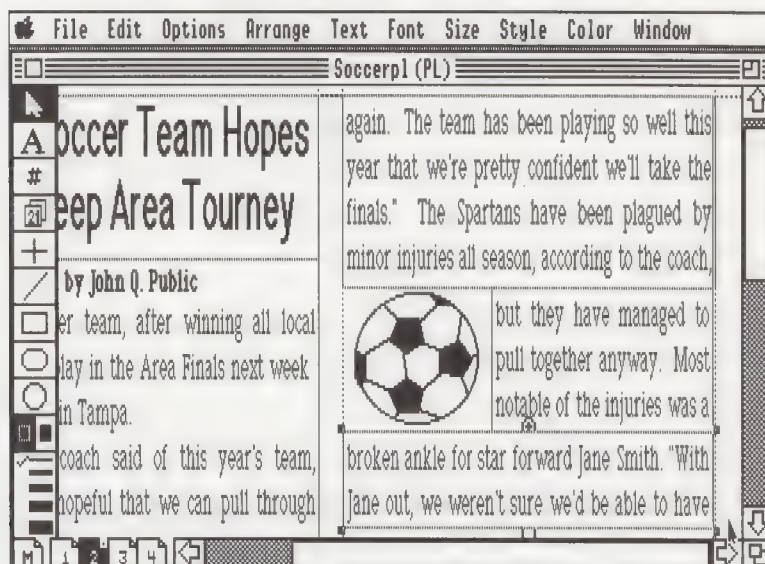 File Edit Options Arrange Text Font Size Style Color Window
Soccerpl (PL)
A
#
21
occer Team Hopes
eep Area Tourney
by John Q. Public
er team, after winning all local
lay in the Area Finals next week
in Tampa.
coach said of this year's team,
hopeful that we can pull through
again. The team has been playing so well this
year that we're pretty confident we'll take the
finals." The Spartans have been plagued by
minor injuries all season, according to the coach,
but they have managed to
pull together anyway. Most
notable of the injuries was a
broken ankle for star forward Jane Smith. "With
Jane out, we weren't sure we'd be able to have
M 1 2 3 4